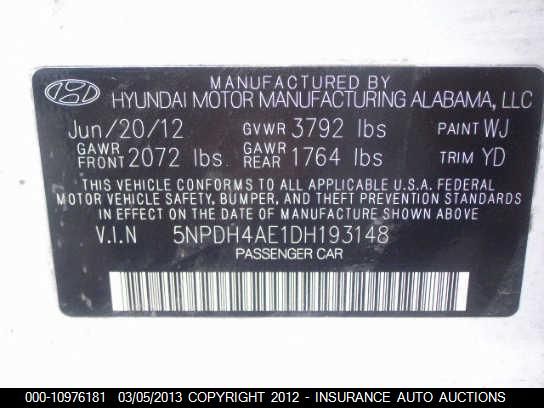 MANUFACTURED BY
HYUNDAI MOTOR MANUFACTURING ALABAMA, LLC
Jun/20/12 GVWR 3792 lbs PAINT WJ
GAWR FRONT 2072 lbs. GAWR REAR 1764 lbs TRIM YD
THIS VEHICLE CONFORMS TO ALL APPLICABLE U.S.A. FEDERAL
MOTOR VEHICLE SAFETY, BUMPER, AND THEFT PREVENTION STANDARDS
IN EFFECT ON THE DATE OF MANUFACTURE SHOWN ABOVE.
V.I.N 5NPDH4AE1DH193148
PASSENGER CAR
000-10976181 03/05/2013 COPYRIGHT 2012 - INSURANCE AUTO AUCTIONS